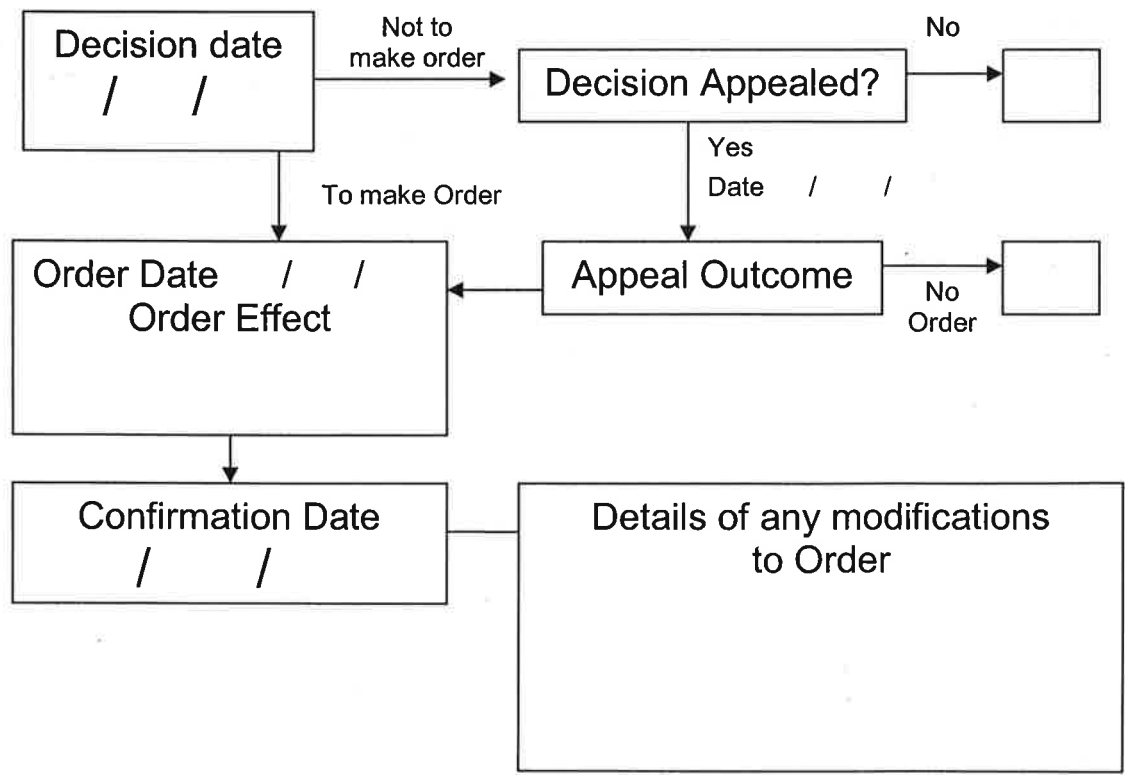 Decision date
/ /
Not to
make order
Decision Appealed?
No
To make Order
Yes
Date / /
Order Date / /
Order Effect
Appeal Outcome
No
Order
Confirmation Date
/ /
Details of any modifications
to Order